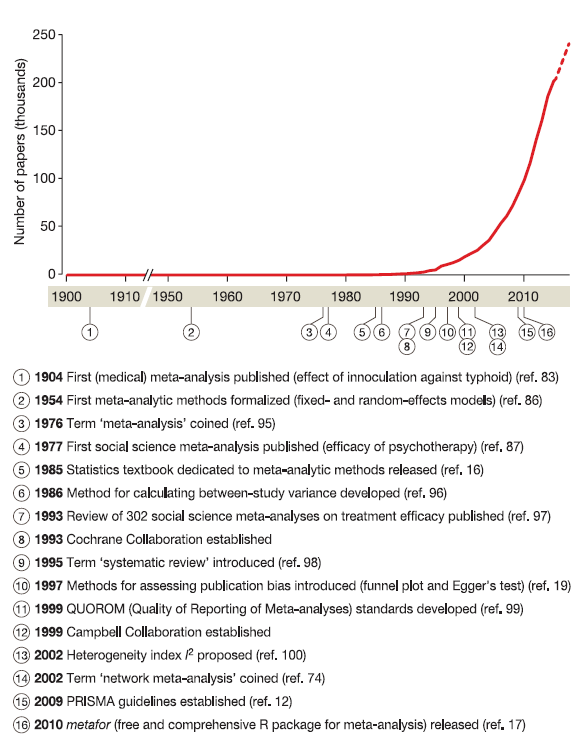 250
200
150
100
50
0
Number of papers (thousands)
1900 1910 1950 1960 1970 1980 1990 2000 2010
1 2 3 4 5 6 7 9 10 11 13 15 16
8 12 14
1 1904 First (medical) meta-analysis published (effect of innoculation against typhoid) (ref. 83)
2 1954 First meta-analytic methods formalized (fixed- and random-effects models) (ref. 86)
3 1976 Term ‘meta-analysis’ coined (ref. 95)
4 1977 First social science meta-analysis published (efficacy of psychotherapy) (ref. 87)
5 1985 Statistics textbook dedicated to meta-analytic methods released (ref. 16)
6 1986 Method for calculating between-study variance developed (ref. 96)
7 1993 Review of 302 social science meta-analyses on treatment efficacy published (ref. 97)
8 1993 Cochrane Collaboration established
9 1995 Term ‘systematic review’ introduced (ref. 98)
10 1997 Methods for assessing publication bias introduced (funnel plot and Egger's test) (ref. 19)
11 1999 QUOROM (Quality of Reporting of Meta-analyses) standards developed (ref. 99)
12 1999 Campbell Collaboration established
13 2002 Heterogeneity index I² proposed (ref. 100)
14 2002 Term ‘network meta-analysis’ coined (ref. 74)
15 2009 PRISMA guidelines established (ref. 12)
16 2010 metafor (free and comprehensive R package for meta-analysis) released (ref. 17)